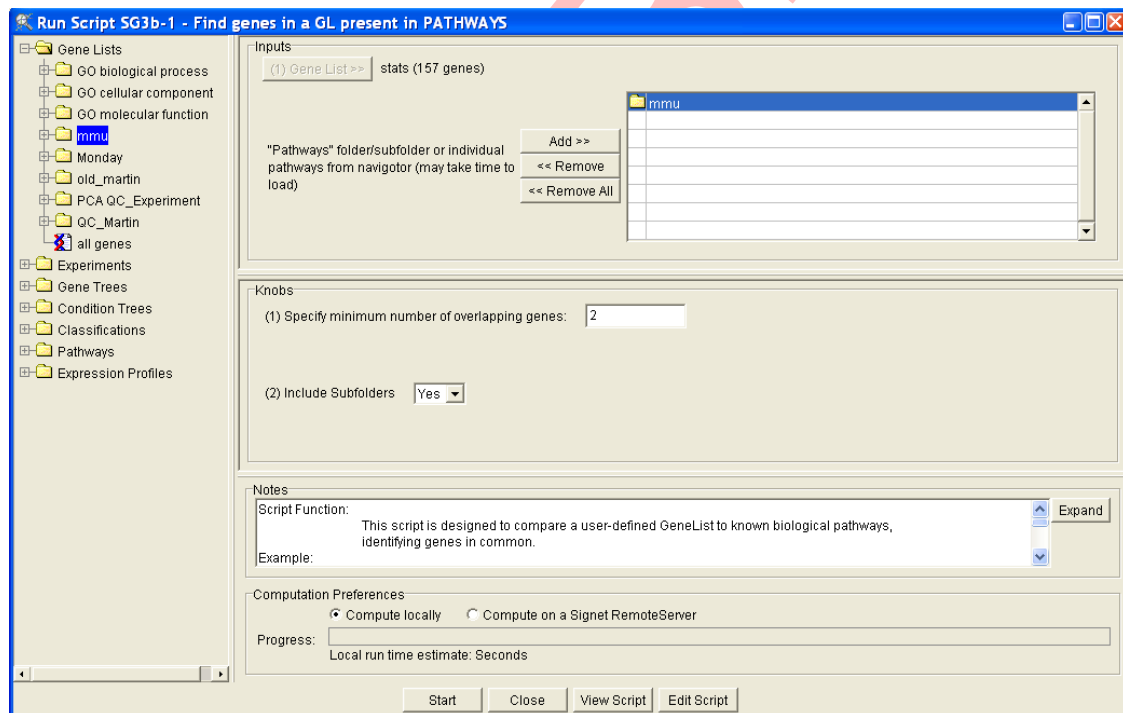 Run Script SG3b-1 - Find genes in a GL present in PATHWAYS
Gene Lists
GO biological process
GO cellular component
GO molecular function
mmu
Monday
old_martin
PCA QC_Experiment
QC_Martin
all genes
Experiments
Gene Trees
Condition Trees
Classifications
Pathways
Expression Profiles
Inputs
(1) Gene List >> stats (157 genes)
"Pathways" folder/subfolder or individual
pathways from navigotor (may take time to
load)
Add >>
<< Remove
<< Remove All
mmu
Knobs
(1) Specify minimum number of overlapping genes: 2
(2) Include Subfolders Yes
Notes
Script Function:
This script is designed to compare a user-defined GeneList to known biological pathways,
identifying genes in common.
Example:
Expand
Computation Preferences
Compute locally Compute on a Signet RemoteServer
Progress:
Local run time estimate: Seconds
Start Close View Script Edit Script